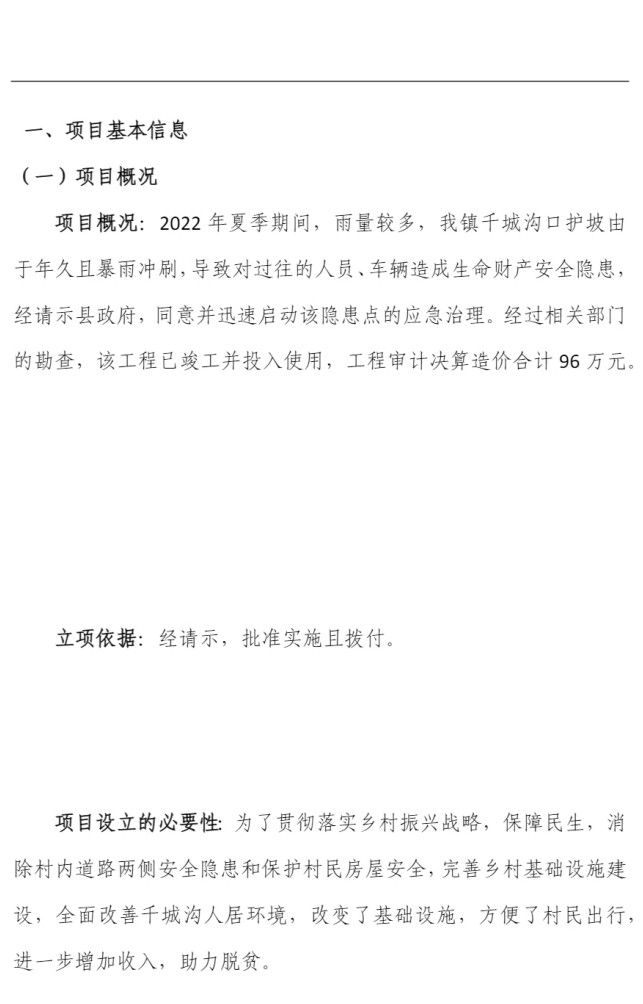 一、项目基本信息
（一）项目概况
项目概况：2022 年夏季期间，雨量较多，我镇千城沟口护坡由
于年久且暴雨冲刷，导致对过往的人员、车辆造成生命财产安全隐患，
经请示县政府，同意并迅速启动该隐患点的应急治理。经过相关部门
的勘查，该工程已竣工并投入使用，工程审计决算造价合计 96 万元。
立项依据：经请示，批准实施且拨付。
项目设立的必要性：为了贯彻落实乡村振兴战略，保障民生，消
除村内道路两侧安全隐患和保护村民房屋安全，完善乡村基础设施建
设，全面改善千城沟人居环境，改变了基础设施，方便了村民出行，
进一步增加收入，助力脱贫。